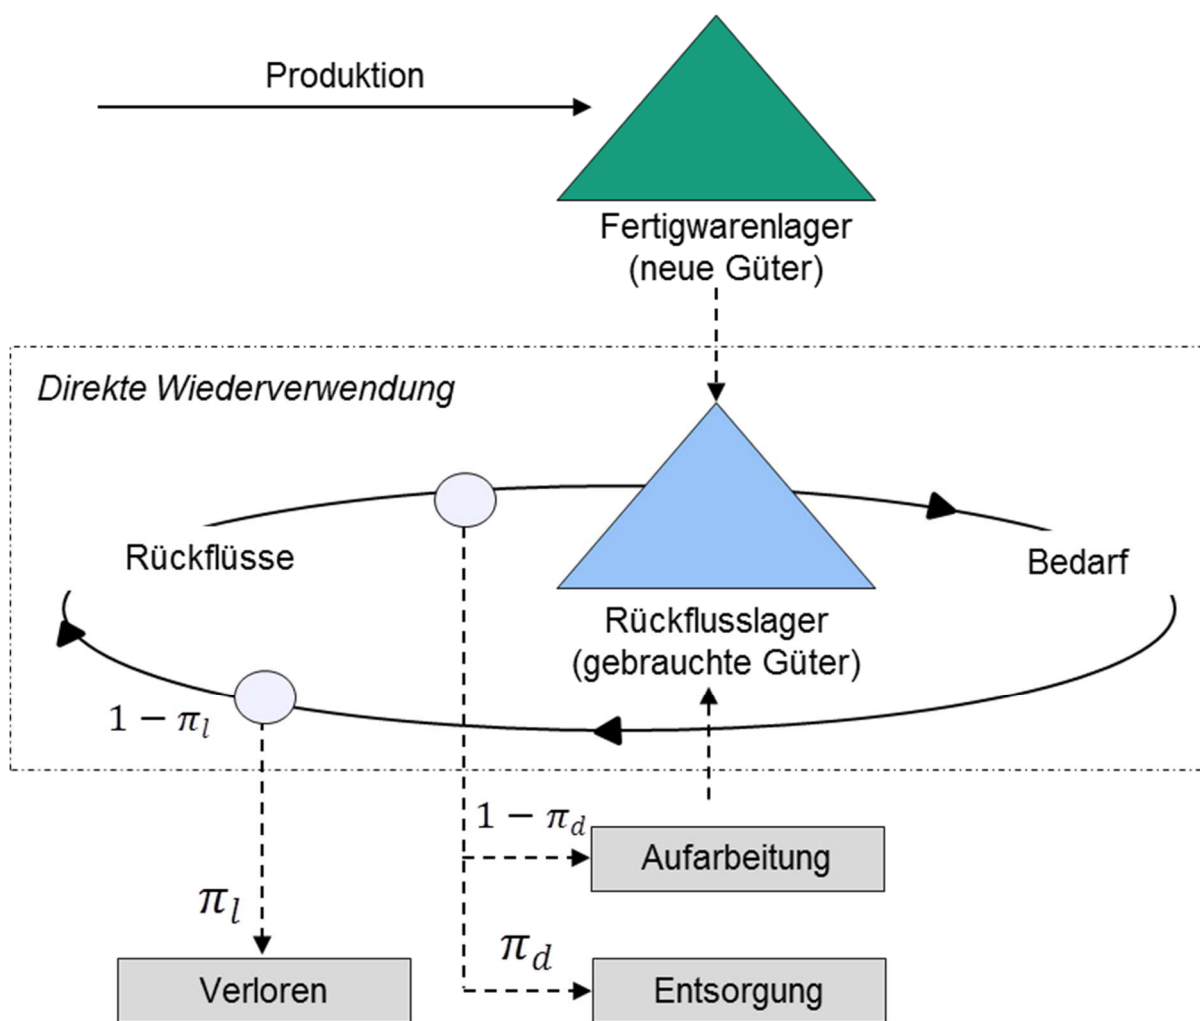 Produktion
Fertigwarenlager
(neue Güter)
Direkte Wiederverwendung
Rückflüsse
Bedarf
Rückflusslager
(gebrauchte Güter)
1 − π_l
1 − π_d
Aufarbeitung
π_l
π_d
Verloren
Entsorgung